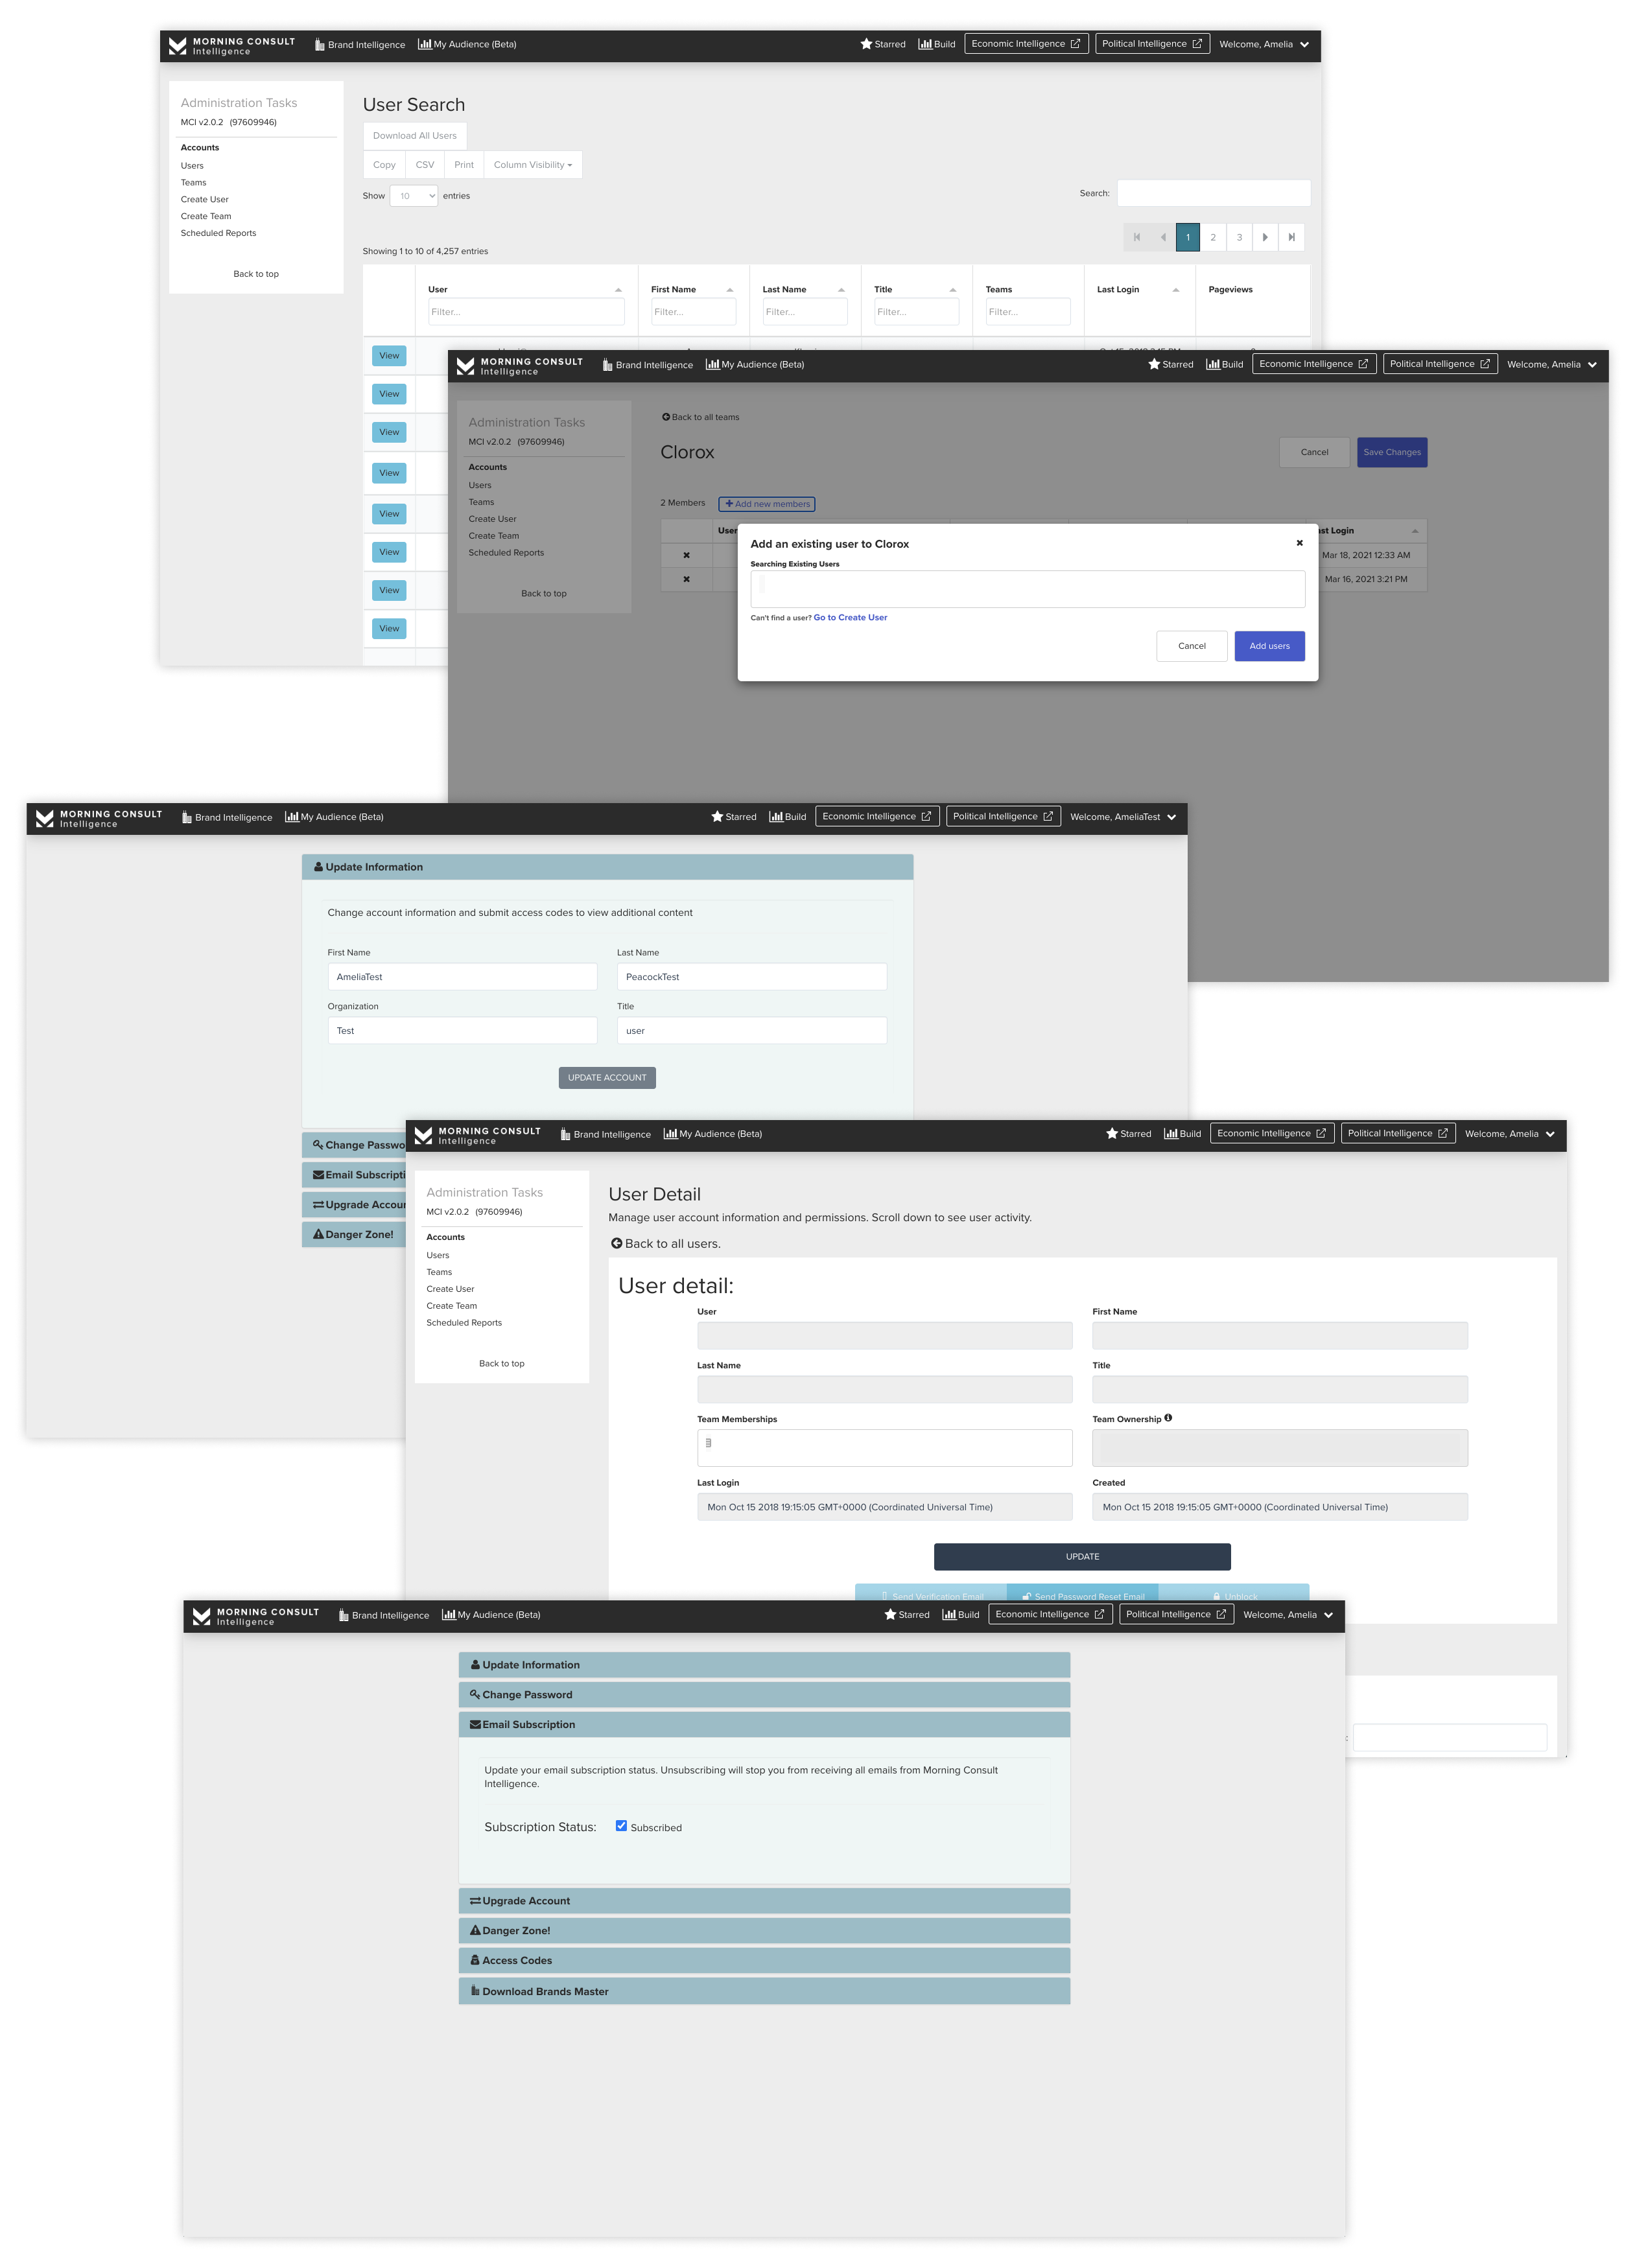 MORNING CONSULT
Intelligence
Brand Intelligence
My Audience (Beta)
Starred
Build
Economic Intelligence
Political Intelligence
Welcome, Amelia
Administration Tasks
MCI v2.0.2 (97609946)
Accounts
Users
Teams
Create User
Create Team
Scheduled Reports
Back to top
User Search
Download All Users
Copy
CSV
Print
Column Visibility
Show 10 entries
Search:
1 2 3
Showing 1 to 10 of 4,257 entries
User
First Name
Last Name
Title
Teams
Last Login
Pageviews
Filter...
Filter...
Filter...
Filter...
Filter...
View
View
View
View
View
View
View
View
MORNING CONSULT
Intelligence
Brand Intelligence
My Audience (Beta)
Starred
Build
Economic Intelligence
Political Intelligence
Welcome, Amelia
Administration Tasks
MCI v2.0.2 (97609946)
Accounts
Users
Teams
Create User
Create Team
Scheduled Reports
Back to top
Back to all teams
Clorox
Cancel
Save Changes
2 Members
Add new members
Login
Mar 18, 2021 12:33 AM
Mar 16, 2021 3:21 PM
Add an existing user to Clorox
Searching Existing Users
Can't find a user? Go to Create User
Cancel
Add users
MORNING CONSULT
Intelligence
Brand Intelligence
My Audience (Beta)
Starred
Build
Economic Intelligence
Political Intelligence
Welcome, AmeliaTest
Update Information
Change account information and submit access codes to view additional content
First Name
Last Name
AmeliaTest
PeacockTest
Organization
Title
Test
user
UPDATE ACCOUNT
Change Passwo
Email Subscripti
Upgrade Accou
Danger Zone!
MORNING CONSULT
Intelligence
Brand Intelligence
My Audience (Beta)
Starred
Build
Economic Intelligence
Political Intelligence
Welcome, Amelia
Administration Tasks
MCI v2.0.2 (97609946)
Accounts
Users
Teams
Create User
Create Team
Scheduled Reports
Back to top
User Detail
Manage user account information and permissions. Scroll down to see user activity.
Back to all users.
User detail:
User
First Name
Last Name
Title
Team Memberships
Team Ownership
Last Login
Created
Mon Oct 15 2018 19:15:05 GMT+0000 (Coordinated Universal Time)
Mon Oct 15 2018 19:15:05 GMT+0000 (Coordinated Universal Time)
UPDATE
Send Verification Email
Send Password Reset Email
Unblock
MORNING CONSULT
Intelligence
Brand Intelligence
My Audience (Beta)
Starred
Build
Economic Intelligence
Political Intelligence
Welcome, Amelia
Update Information
Change Password
Email Subscription
Update your email subscription status. Unsubscribing will stop you from receiving all emails from Morning Consult
Intelligence.
Subscription Status:
Subscribed
Upgrade Account
Danger Zone!
Access Codes
Download Brands Master